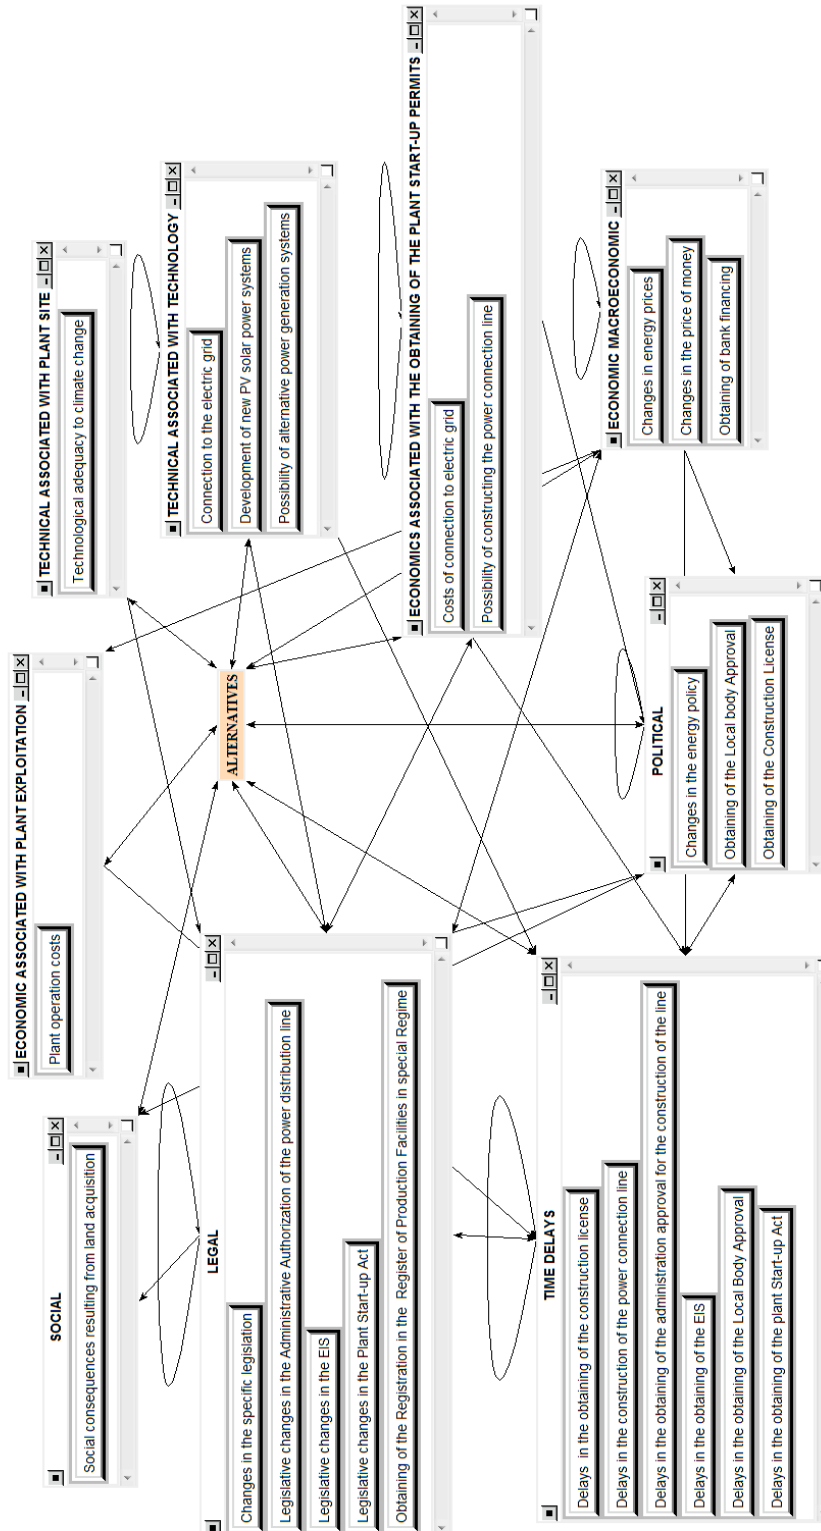 SOCIAL
Social consequences resulting from land acquisition
ECONOMIC ASSOCIATED WITH PLANT EXPLOITATION
Plant operation costs
TECHNICAL ASSOCIATED WITH PLANT SITE
Technological adequacy to climate change
TECHNICAL ASSOCIATED WITH TECHNOLOGY
Connection to the electric grid
Development of new PV solar power systems
Possibility of alternative power generation systems
ALTERNATIVES
LEGAL
Changes in the specific legislation
Legislative changes in the Administrative Authorization of the power distribution line
Legislative changes in the EIS
Legislative changes in the Plant Start-up Act
Obtaining of the Registration in the Register of Production Facilities in special Regime
ECONOMICS ASSOCIATED WITH THE OBTAINING OF THE PLANT START-UP PERMITS
Costs of connection to electric grid
Possibility of constructing the power connection line
TIME DELAYS
Delays in the obtaining of the construction license
Delays in the construction of the power connection line
Delays in the obtaining of the administration approval for the construction of the line
Delays in the obtaining of the EIS
Delays in the obtaining of the Local Body Approval
Delays in the obtaining of the plant Start-up Act
POLITICAL
Changes in the energy policy
Obtaining of the Local body Approval
Obtaining of the Construction License
ECONOMIC MACROECONOMIC
Changes in energy prices
Changes in the price of money
Obtaining of bank financing